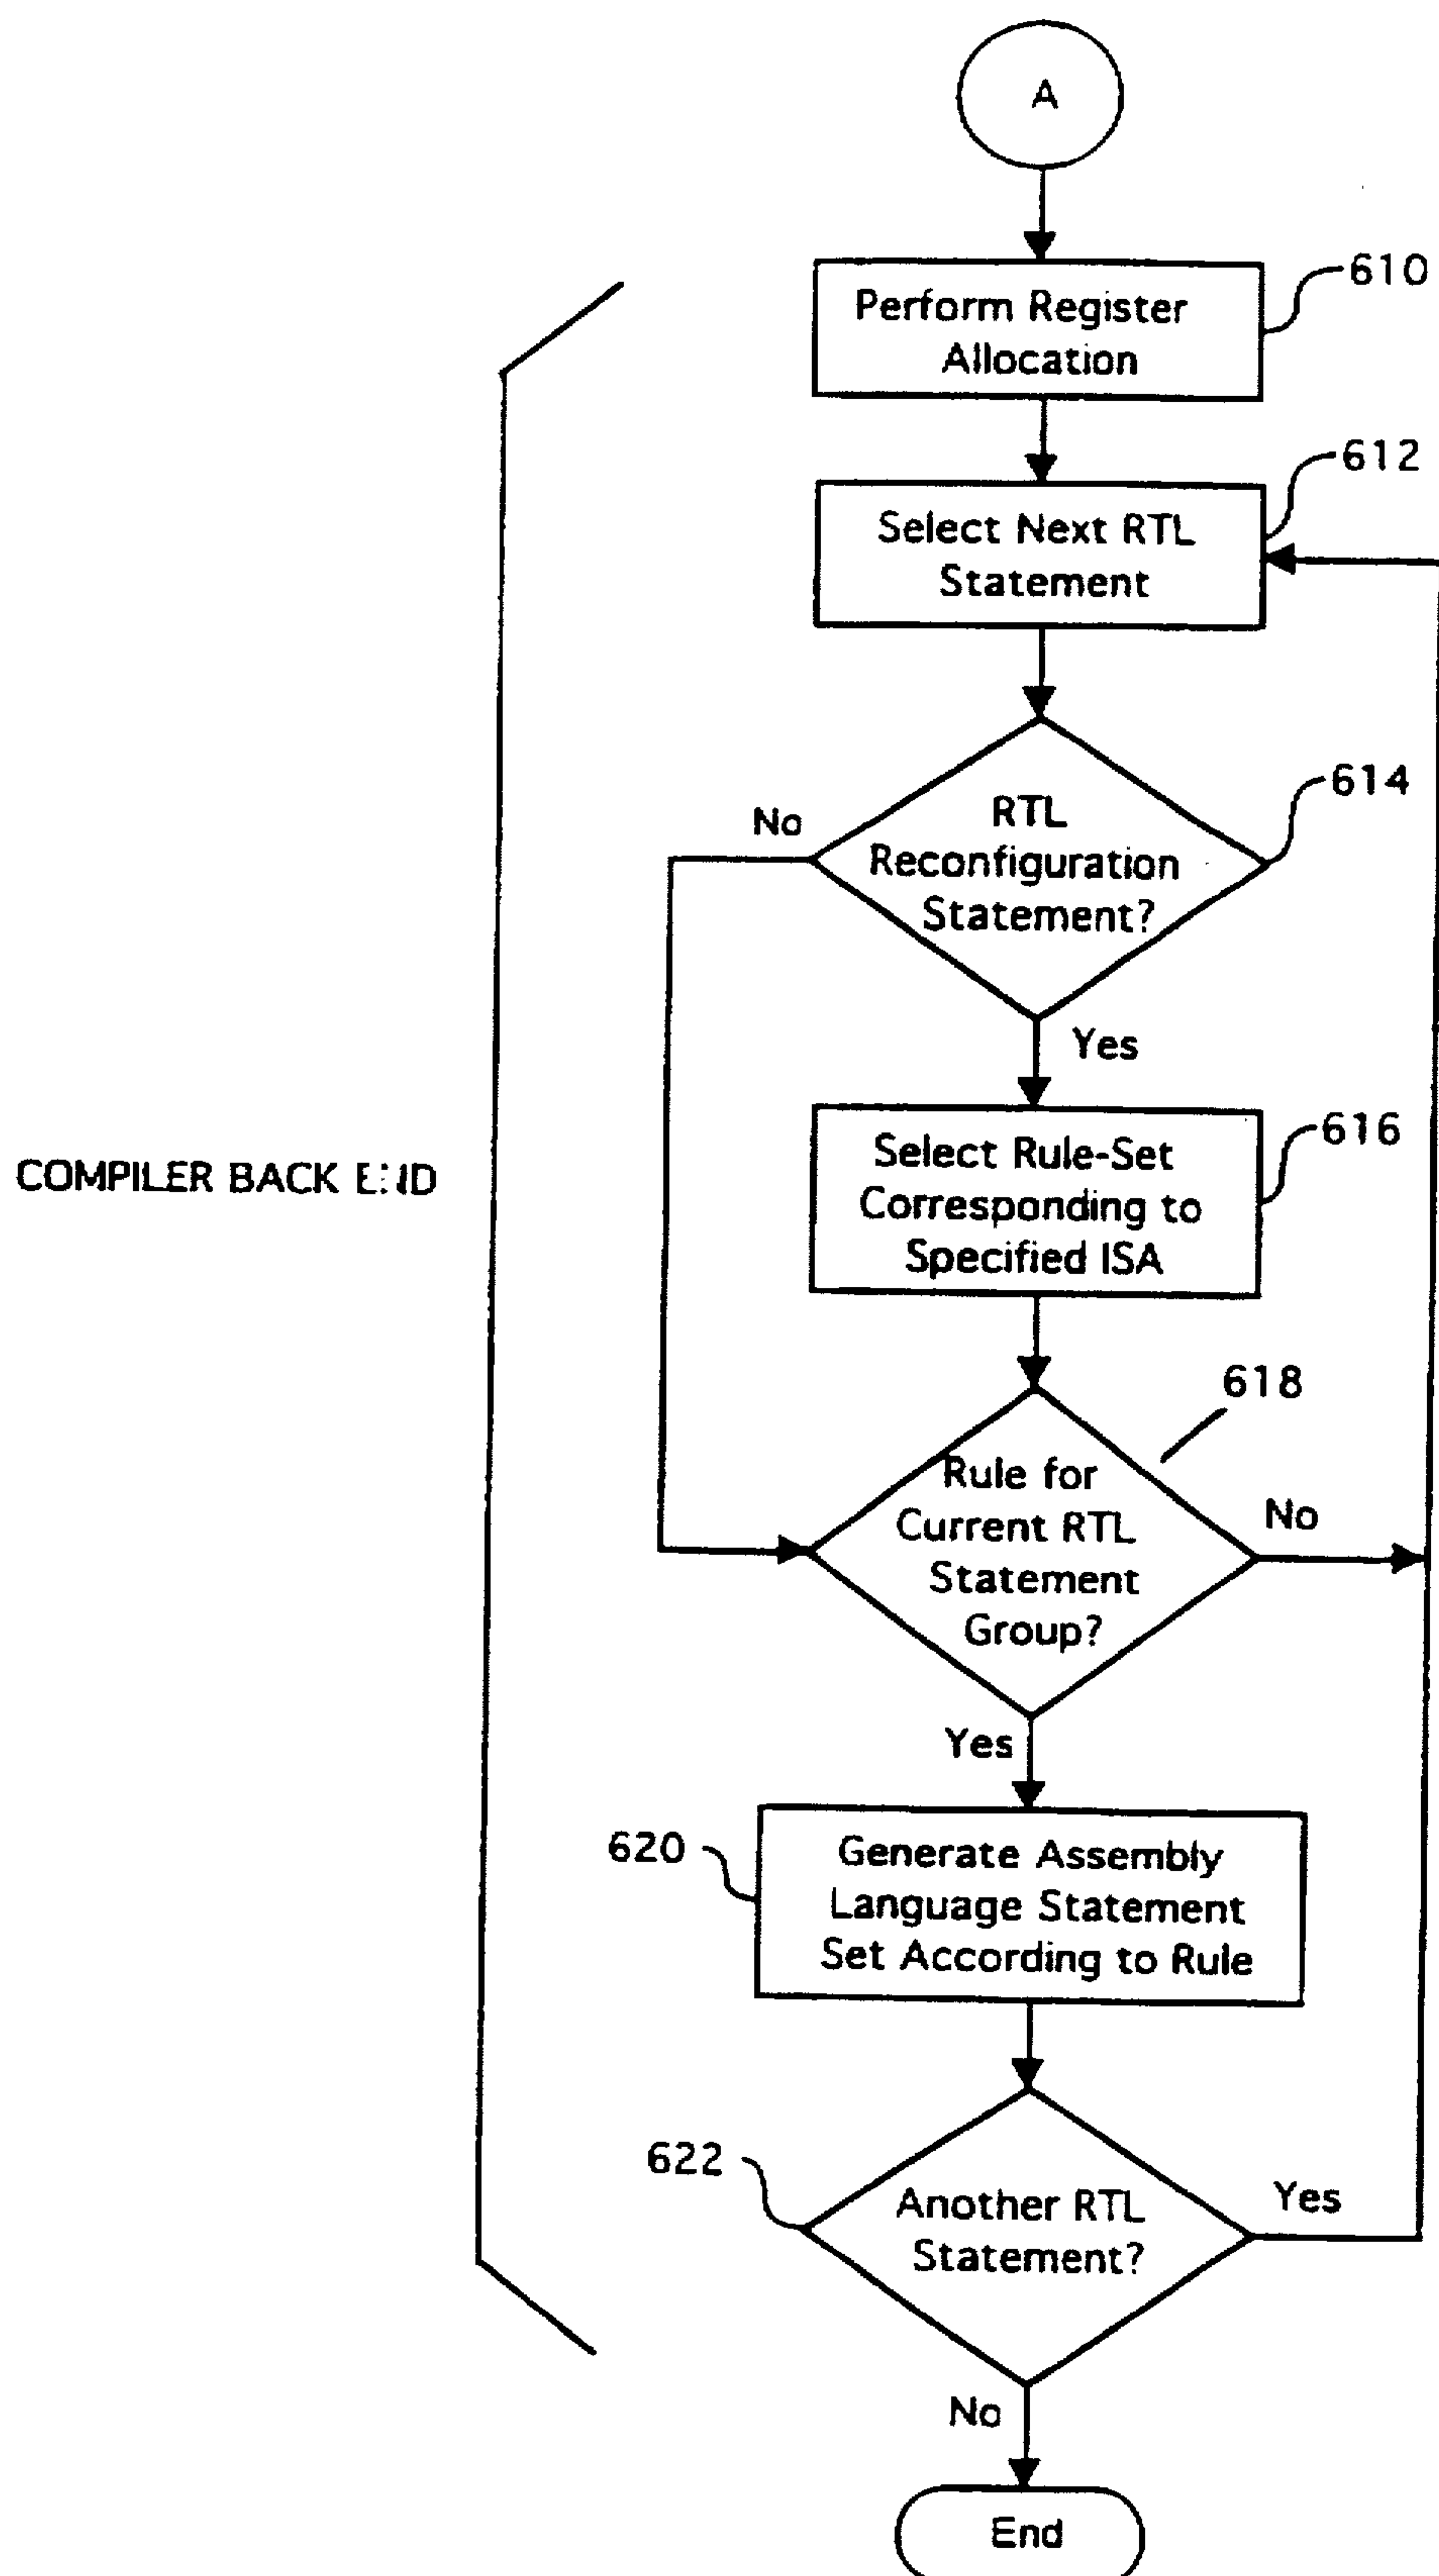 A
610
Perform Register
Allocation
612
Select Next RTL
Statement
614
No
RTL
Reconfiguration
Statement?
Yes
616
Select Rule-Set
Corresponding to
Specified ISA
COMPILER BACK END
618
Rule for
Current RTL
Statement
Group?
No
Yes
620
Generate Assembly
Language Statement
Set According to Rule
622
Another RTL
Statement?
Yes
No
End